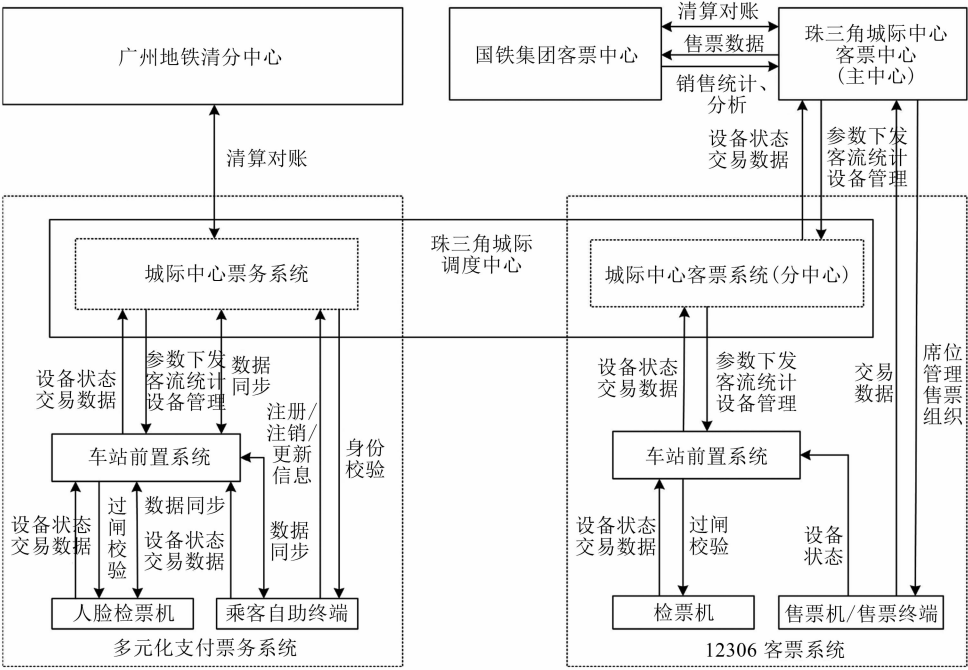 广州地铁清分中心
国铁集团客票中心
清算对账
售票数据
销售统计、
分析
珠三角城际中心
客票中心
(主中心)
清算对账
设备状态
交易数据
参数下发
客流统计
设备管理
珠三角城际
调度中心
城际中心票务系统
城际中心客票系统(分中心)
设备状态
交易数据
参数下发
客流统计
设备管理
数据
同步
注册/
注销/
更新
信息
身份
校验
设备状态
交易数据
参数下发
客流统计
设备管理
交易
数据
席位
管理
售票
组织
车站前置系统
车站前置系统
设备状态
交易数据
过
闸
校
验
数据同步
设备状态
交易数据
数据
同步
设备状态
交易数据
过闸
校验
设备
状态
人脸检票机
乘客自助终端
检票机
售票机/售票终端
多元化支付票务系统
12306 客票系统